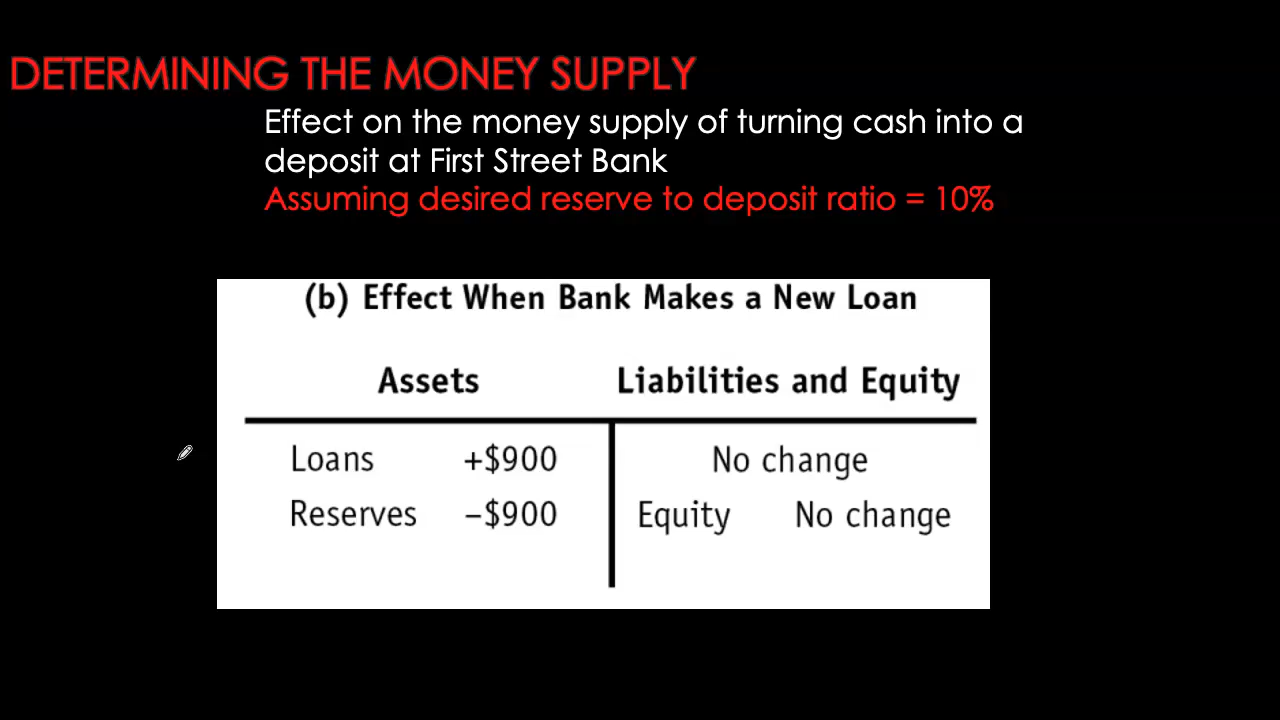 DETERMINING THE MONEY SUPPLY
Effect on the money supply of turning cash into a
deposit at First Street Bank
Assuming desired reserve to deposit ratio = 10%
(b) Effect When Bank Makes a New Loan
Assets Liabilities and Equity
Loans +$900 No change
Reserves –$900 Equity No change